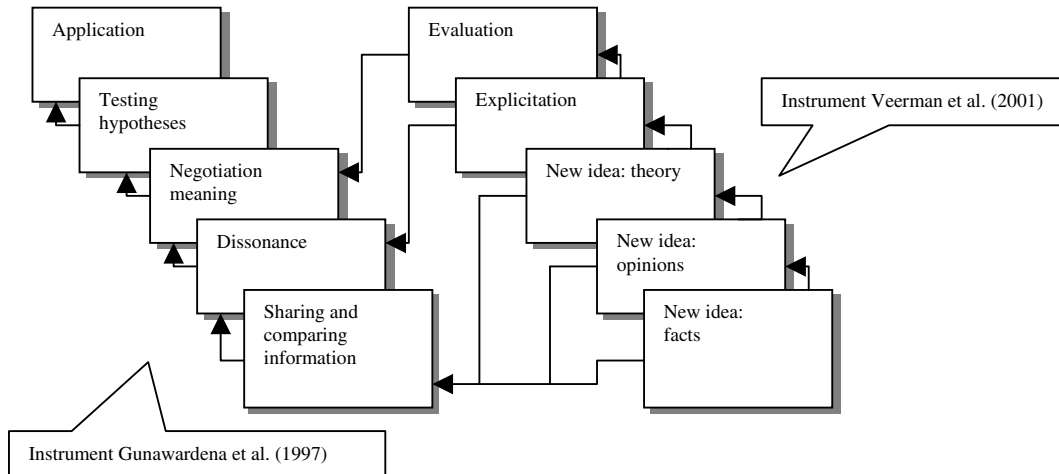 Application
Testing
hypotheses
Negotiation
meaning
Dissonance
Sharing and
comparing
information
Evaluation
Explicitation
New idea: theory
New idea:
opinions
New idea:
facts
Instrument Veerman et al. (2001)
Instrument Gunawardena et al. (1997)